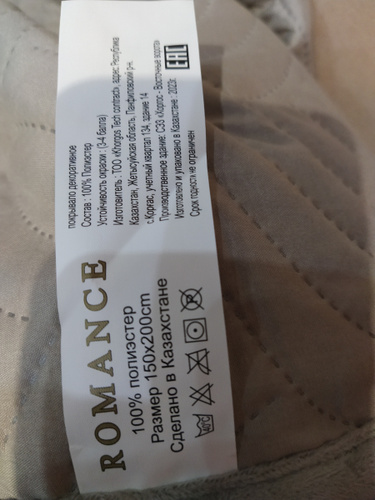 покрывало декоративное
Состав : 100% Полиэстер
Устойчивость окраски : (3-4 балла)
Изготовитель : ТОО «Khorgos Tech contract», адрес: Республика
Казахстан, Жетысуйская область, Панфиловский р-н,
г.Коргас, учетный квартал 134, здание 14
Производственное здание: СЭЗ «Хоргос - Восточные ворота»
Изготовлено и упаковано в Казахстане : 2023г.
Срок годности не ограничен
EAC
ROMANCE
100% полиэстер
Размер 150x200cm
Сделано в Казахстане
40°C